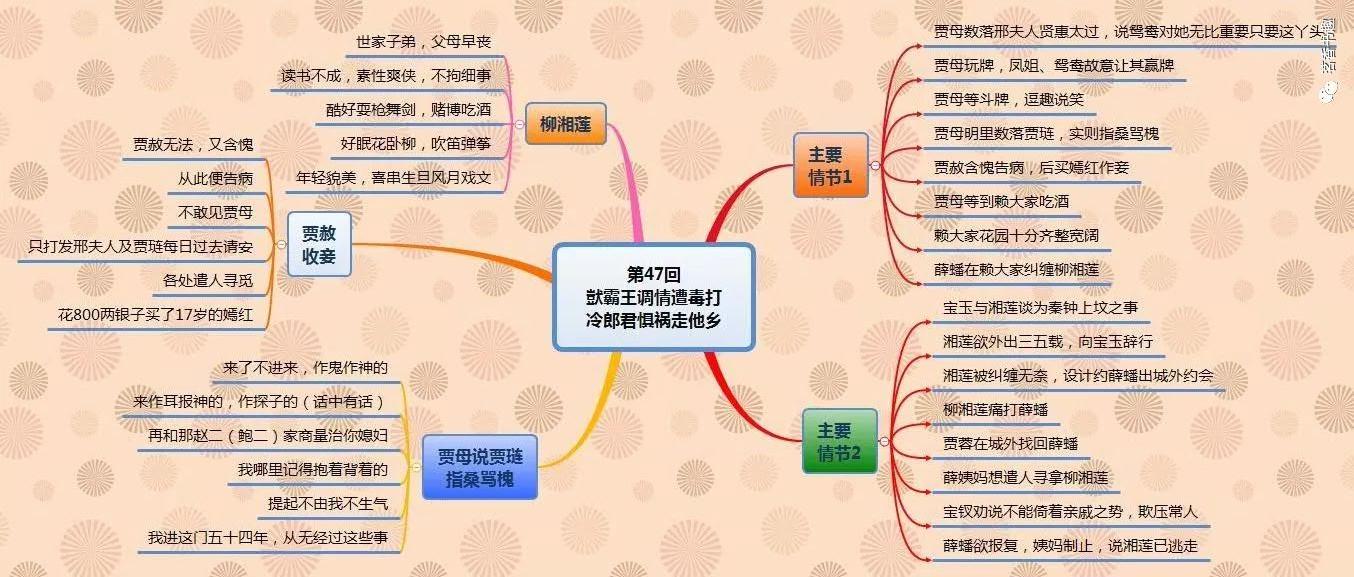 第47回
獃霸王调情遭毒打
冷郎君惧祸走他乡
柳湘莲
世家子弟，父母早丧
读书不成，素性爽侠，不拘细事
酷好耍枪舞剑，赌博吃酒
好眠花卧柳，吹笛弹筝
年轻貌美，喜串生旦风月戏文
贾赦
收妾
贾赦无法，又含愧
从此便告病
不敢见贾母
只打发邢夫人及贾琏每日过去请安
各处遣人寻觅
花800两银子买了17岁的嫣红
贾母说贾琏
指桑骂槐
来了不进来，作鬼作神的
来作耳报神的，作探子的（话中有话）
再和那赵二（鲍二）家商量治你媳妇
我哪里记得抱着背着的
提起不由我不生气
我进这门五十四年，从无经过这些事
主要
情节1
贾母数落邢夫人贤惠太过，说鸳鸯对她无比重要只要这丫头
贾母玩牌，凤姐、鸳鸯故意让其赢牌
贾母等斗牌，逗趣说笑
贾母明里数落贾琏，实则指桑骂槐
贾赦含愧告病，后买嫣红作妾
贾母等到赖大家吃酒
赖大家花园十分齐整宽阔
薛蟠在赖大家纠缠柳湘莲
主要
情节2
宝玉与湘莲谈为秦钟上坟之事
湘莲欲外出三五载，向宝玉辞行
湘莲被纠缠无奈，设计约薛蟠出城外约会
柳湘莲痛打薛蟠
贾蓉在城外找回薛蟠
薛姨妈想遣人寻拿柳湘莲
宝钗劝说不能倚着亲戚之势，欺压常人
薛蟠欲报复，姨妈制止，说湘莲已逃走